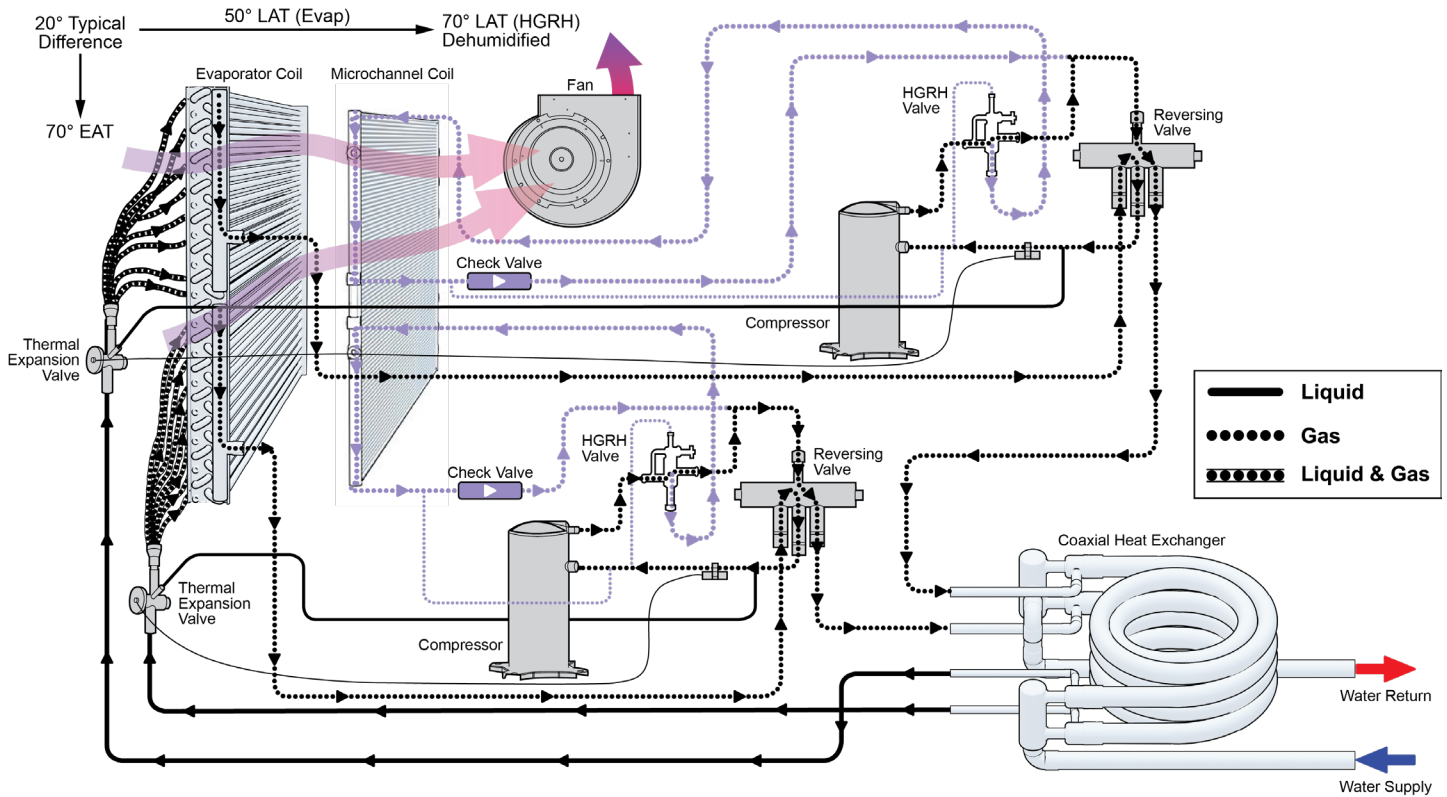 20° Typical
Difference
50° LAT (Evap)
70° LAT (HGRH)
Dehumidified
70° EAT
Evaporator Coil
Microchannel Coil
Fan
HGRH
Valve
Reversing
Valve
Check Valve
Compressor
Thermal
Expansion
Valve
HGRH
Valve
Reversing
Valve
Check Valve
Liquid
Gas
Liquid & Gas
Coaxial Heat Exchanger
Thermal
Expansion
Valve
Compressor
Water Return
Water Supply